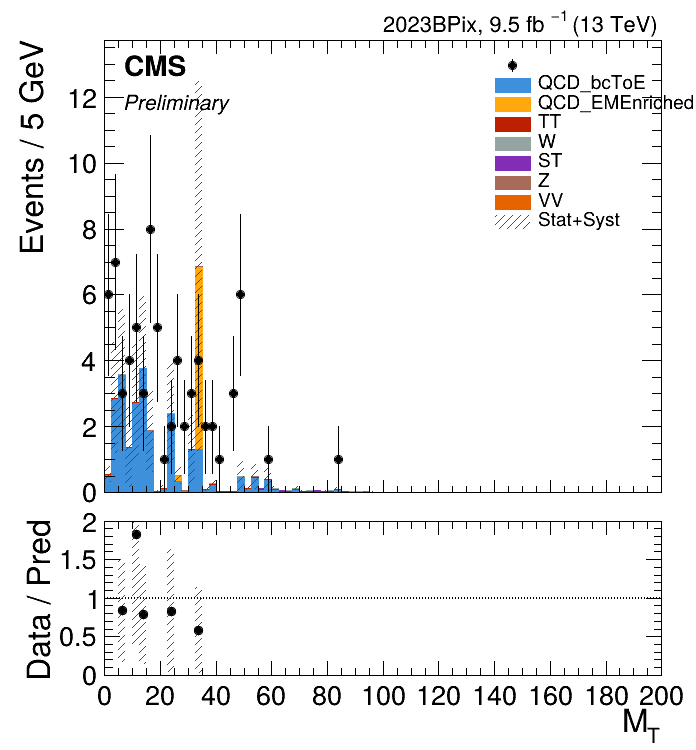 2023BPix, 9.5 fb⁻¹ (13 TeV)
CMS
Preliminary
QCD_bcToE
QCD_EMEnriched
TT
W
ST
Z
VV
Stat+Syst
Events / 5 GeV
12
10
8
6
4
2
0
Data / Pred
2
1.5
1
0.5
0
0 20 40 60 80 100 120 140 160 180 200
M_T